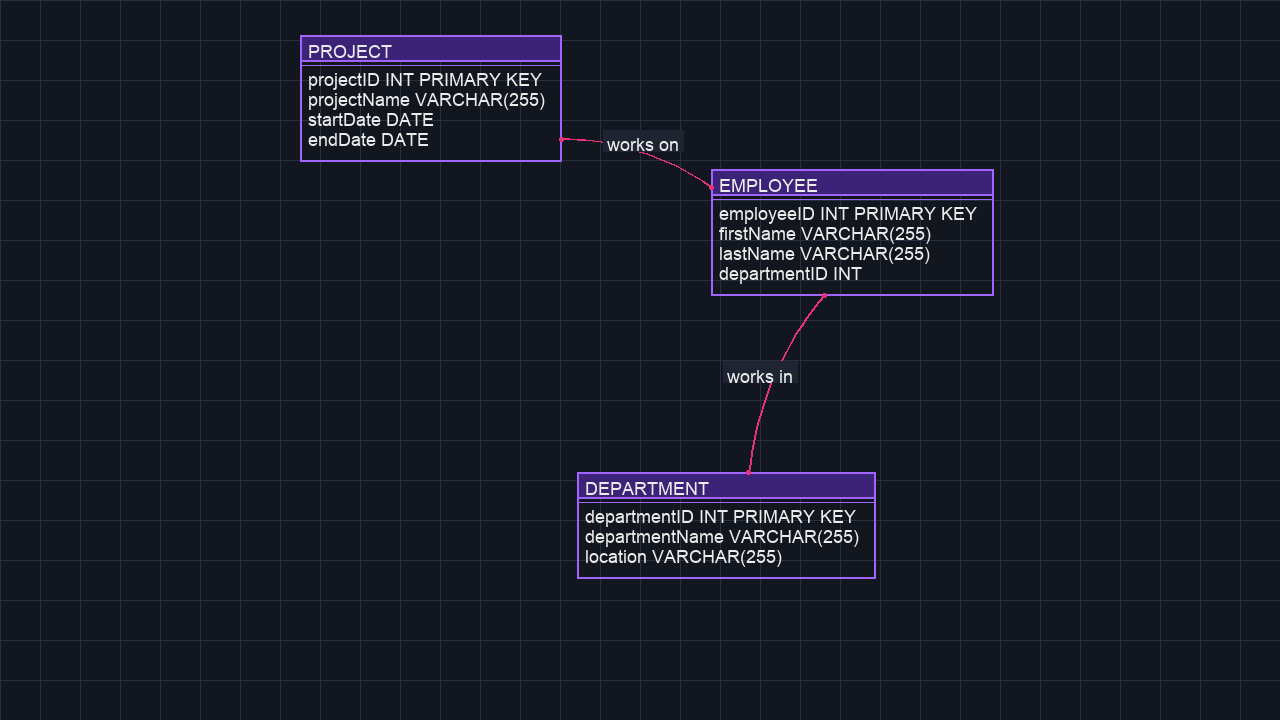 PROJECT
projectID INT PRIMARY KEY
projectName VARCHAR(255)
startDate DATE
endDate DATE
works on
EMPLOYEE
employeeID INT PRIMARY KEY
firstName VARCHAR(255)
lastName VARCHAR(255)
departmentID INT
works in
DEPARTMENT
departmentID INT PRIMARY KEY
departmentName VARCHAR(255)
location VARCHAR(255)